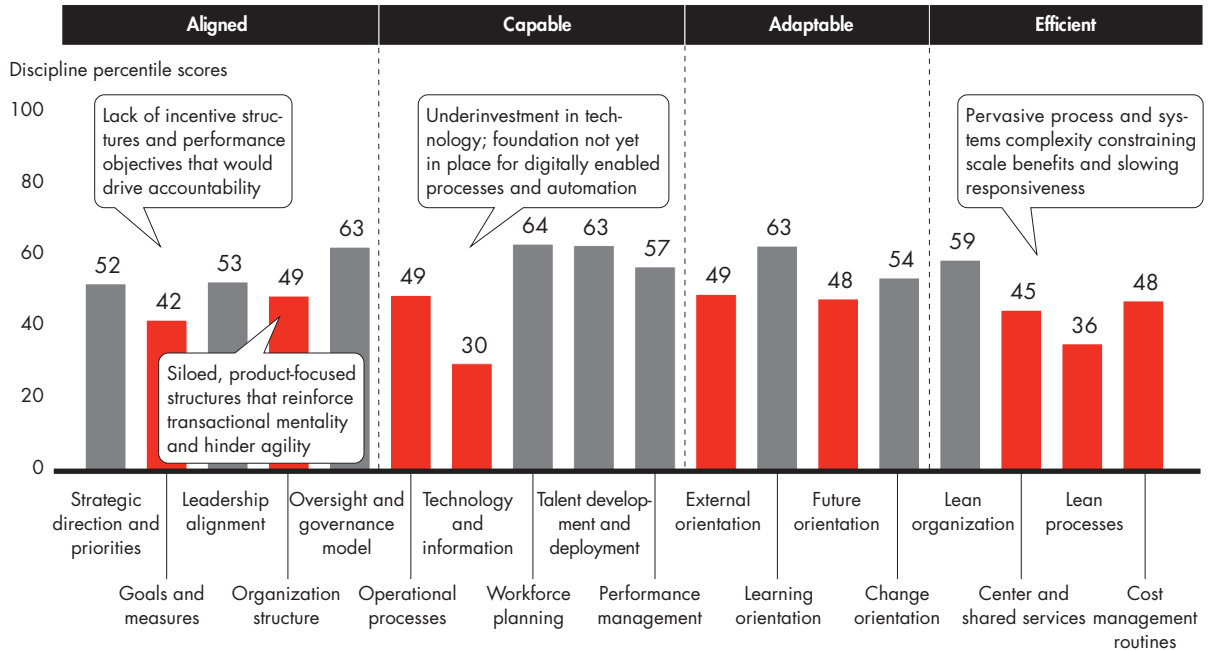 Aligned
Capable
Adaptable
Efficient
Discipline percentile scores
100
80
60
40
20
0
Lack of incentive struc-
tures and performance
objectives that would
drive accountability
Underinvestment in tech-
nology; foundation not yet
in place for digitally enabled
processes and automation
Pervasive process and sys-
tems complexity constraining
scale benefits and slowing
responsiveness
52
42
53
49
63
49
30
64
63
57
49
63
48
54
59
45
36
48
Siloed, product-focused
structures that reinforce
transactional mentality
and hinder agility
Strategic
direction and
priorities
Goals and
measures
Leadership
alignment
Organization
structure
Oversight and
governance
model
Operational
processes
Technology
and
information
Workforce
planning
Talent develop-
ment and
deployment
Performance
management
External
orientation
Learning
orientation
Future
orientation
Change
orientation
Lean
organization
Center and
shared services
Lean
processes
Cost
management
routines